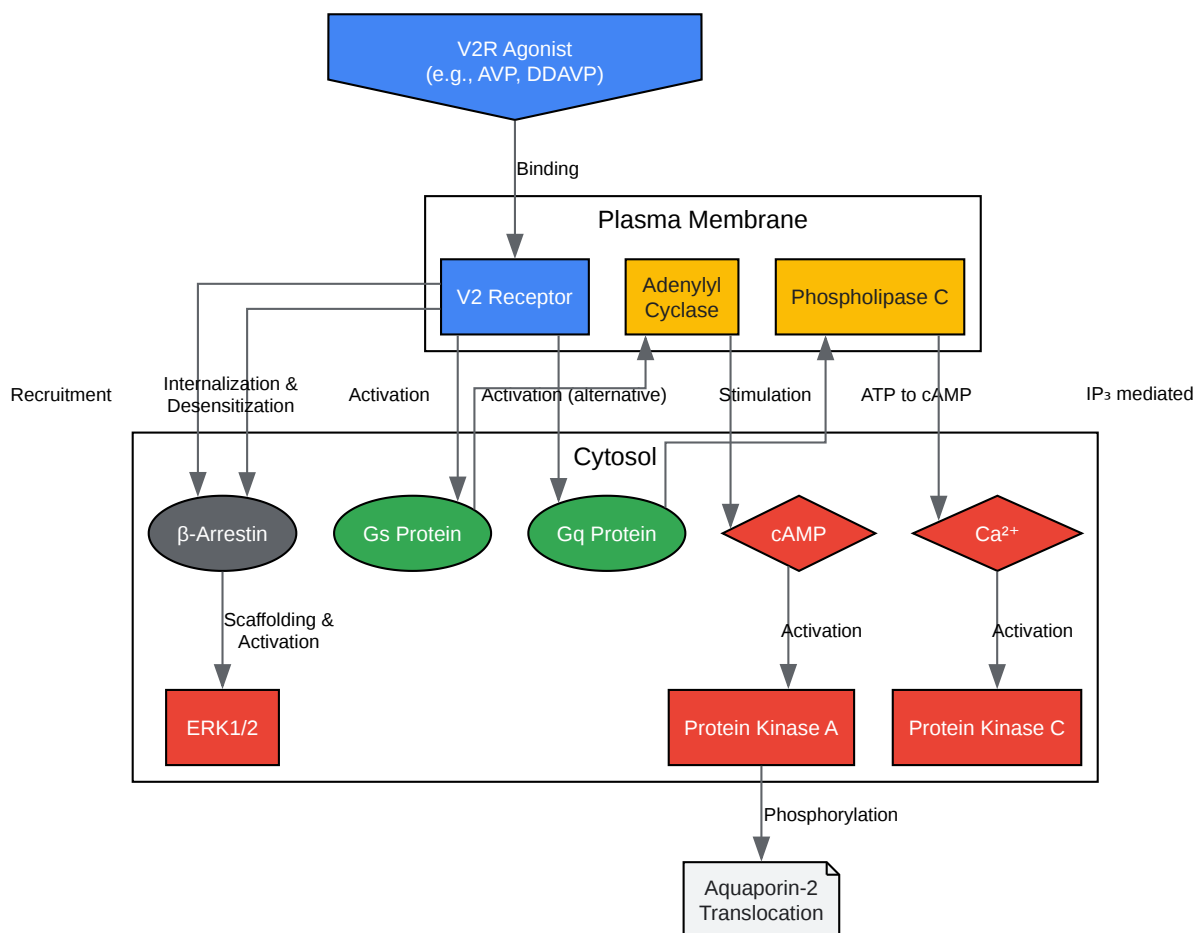 V2R Agonist
(e.g., AVP, DDAVP)
Binding
Plasma Membrane
V2 Receptor
Adenylyl
Cyclase
Phospholipase C
Recruitment
Internalization &
Desensitization
Activation
Activation (alternative)
Stimulation
ATP to cAMP
IP₃ mediated
Cytosol
β-Arrestin
Gs Protein
Gq Protein
cAMP
Ca²⁺
Scaffolding &
Activation
Activation
Activation
ERK1/2
Protein Kinase A
Protein Kinase C
Phosphorylation
Aquaporin-2
Translocation